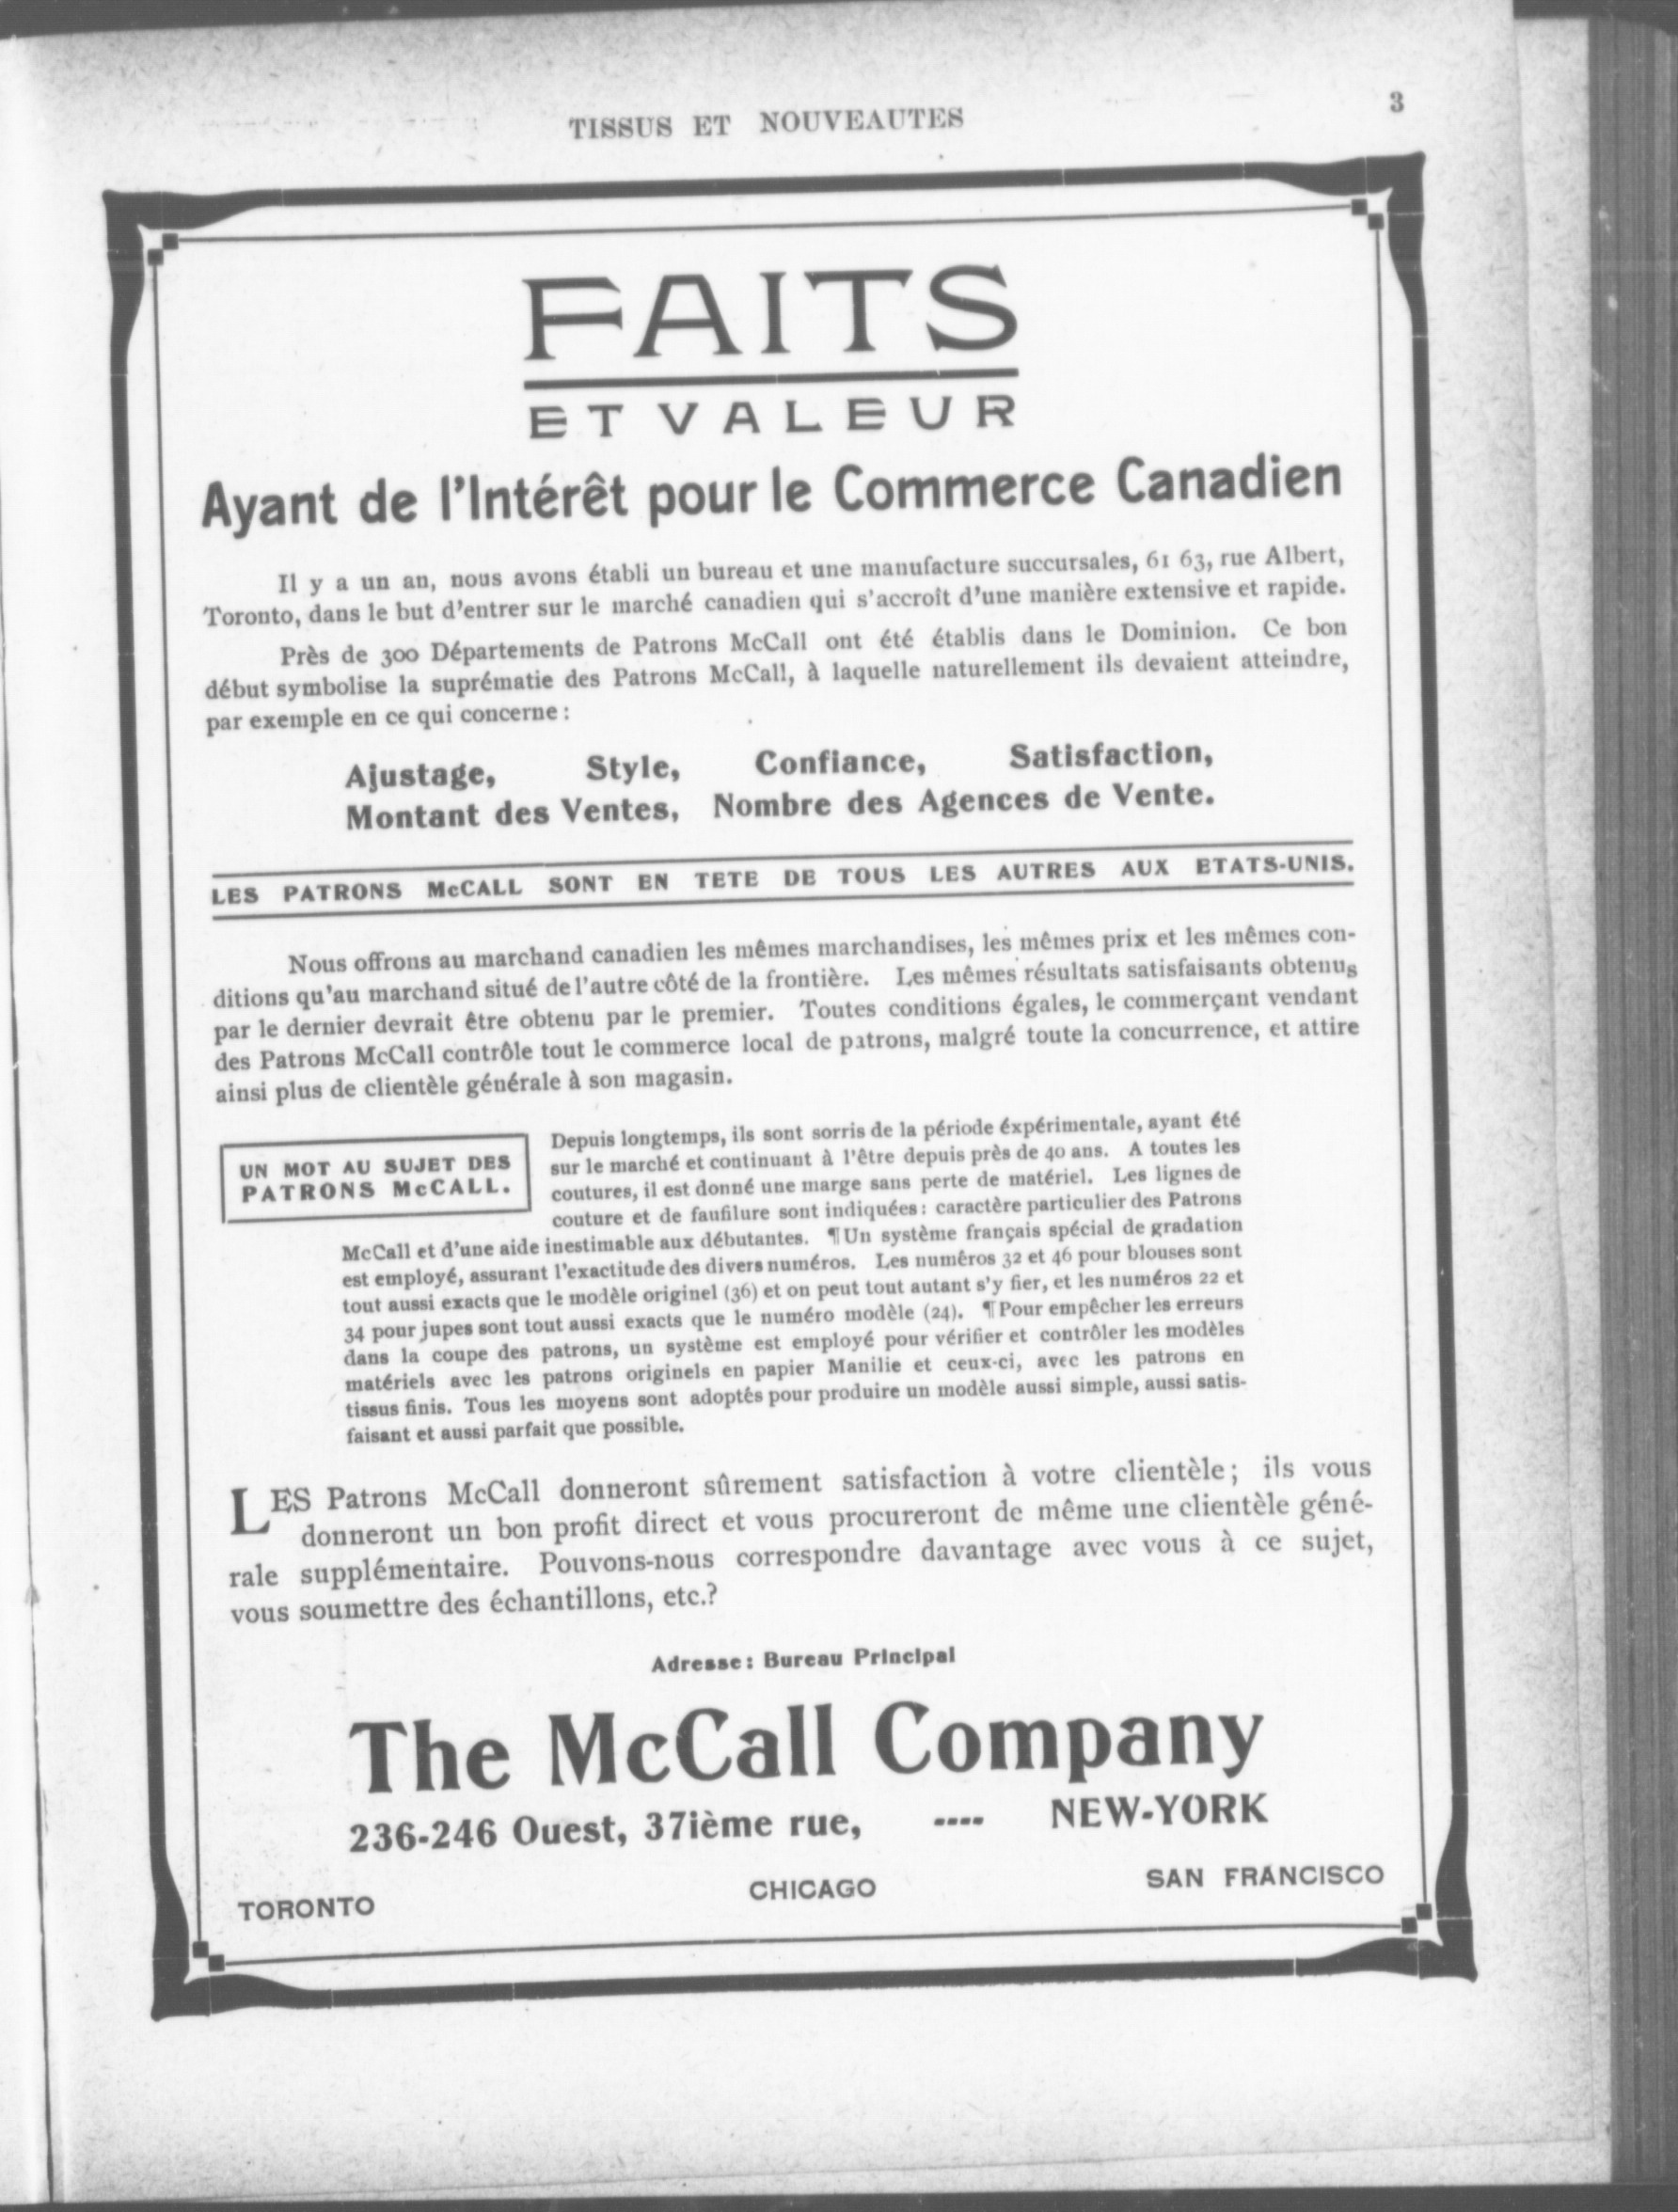 TISSUS ET NOUVEAUTES
3
FAITS
ET VALEUR
Ayant de l'Intérêt pour le Commerce Canadien
Il y a un an, nous avons établi un bureau et une manufacture succursales, 61 63, rue Albert,
Toronto, dans le but d'entrer sur le marché canadien qui s'accroît d'une manière extensive et rapide.
Près de 300 Départements de Patrons McCall ont été établis dans le Dominion. Ce bon
début symbolise la suprématie des Patrons McCall, à laquelle naturellement ils devaient atteindre,
par exemple en ce qui concerne :
Ajustage, Style, Confiance, Satisfaction,
Montant des Ventes, Nombre des Agences de Vente.
LES PATRONS McCALL SONT EN TETE DE TOUS LES AUTRES AUX ETATS-UNIS.
Nous offrons au marchand canadien les mêmes marchandises, les mêmes prix et les mêmes con-
ditions qu'au marchand situé de l'autre côté de la frontière. Les mêmes résultats satisfaisants obtenus
par le dernier devrait être obtenu par le premier. Toutes conditions égales, le commerçant vendant
des Patrons McCall contrôle tout le commerce local de patrons, malgré toute la concurrence, et attire
ainsi plus de clientèle générale à son magasin.
UN MOT AU SUJET DES
PATRONS McCALL.
Depuis longtemps, ils sont sorris de la période éxpérimentale, ayant été
sur le marché et continuant à l'être depuis près de 40 ans. A toutes les
coutures, il est donné une marge sans perte de matériel. Les lignes de
couture et de faufilure sont indiquées : caractère particulier des Patrons
McCall et d'une aide inestimable aux débutantes. ¶ Un système français spécial de gradation
est employé, assurant l'exactitude des divers numéros. Les numéros 32 et 46 pour blouses sont
tout aussi exacts que le modèle originel (36) et on peut tout autant s'y fier, et les numéros 22 et
34 pour jupes sont tout aussi exacts que le numéro modèle (24). ¶ Pour empêcher les erreurs
dans la coupe des patrons, un système est employé pour vérifier et contrôler les modèles
matériels avec les patrons originels en papier Manilie et ceux-ci, avec les patrons en
tissus finis. Tous les moyens sont adoptés pour produire un modèle aussi simple, aussi satis-
faisant et aussi parfait que possible.
LES Patrons McCall donneront sûrement satisfaction à votre clientèle ; ils vous
donneront un bon profit direct et vous procureront de même une clientèle géné-
rale supplémentaire. Pouvons-nous correspondre davantage avec vous à ce sujet,
vous soumettre des échantillons, etc.?
Adresse : Bureau Principal
The McCall Company
236-246 Ouest, 37ième rue, ---- NEW-YORK
TORONTO CHICAGO SAN FRANCISCO